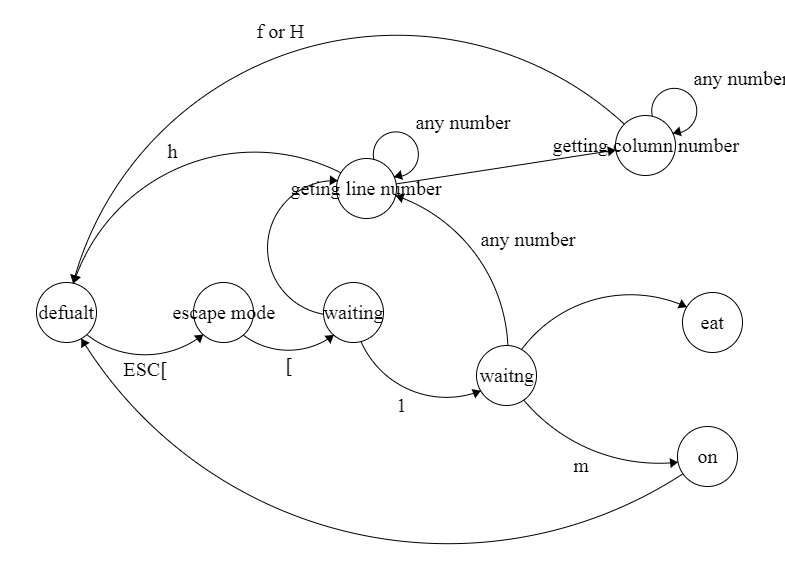 f or H
any number
any number
getting column number
h
geting line number
any number
defualt
escape mode
waiting
eat
ESC[
[
waitng
1
on
m